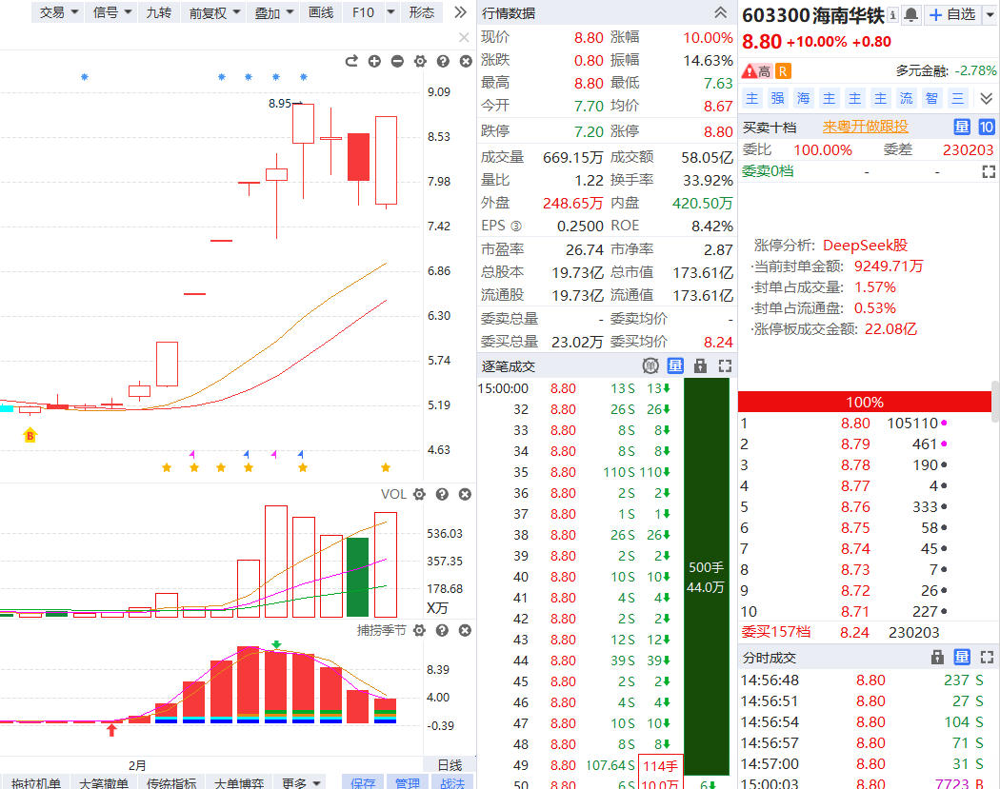 交易 信号 九转 前复权 叠加 画线 F10 形态
8.95
9.09
8.53
7.98
7.42
6.86
6.30
5.74
5.19
4.63
B
VOL
536.03
357.35
178.68
X万
捕捞季节
8.39
4.00
-0.39
2月 日线
拖拉机单 大笔撤单 传统指标 大单博弈 更多 保存 管理 战法
行情数据
现价 8.80 涨幅 10.00%
涨跌 0.80 振幅 14.63%
最高 8.80 最低 7.63
今开 7.70 均价 8.67
跌停 7.20 涨停 8.80
成交量 669.15万 成交额 58.05亿
量比 1.22 换手率 33.92%
外盘 248.65万 内盘 420.50万
EPS ③ 0.2500 ROE 8.42%
市盈率 26.74 市净率 2.87
总股本 19.73亿 总市值 173.61亿
流通股 19.73亿 流通值 173.61亿
委卖总量 - 委卖均价 -
委买总量 23.02万 委买均价 8.24
逐笔成交 单 量
15:00:00 8.80 13 S 13
32 8.80 26 S 26
33 8.80 8 S 8
34 8.80 8 S 8
35 8.80 110 S 110
36 8.80 2 S 2
37 8.80 1 S 1
38 8.80 26 S 26
39 8.80 2 S 2
40 8.80 10 S 10
41 8.80 4 S 4
42 8.80 2 S 2
43 8.80 12 S 12
44 8.80 39 S 39
45 8.80 2 S 2
46 8.80 4 S 4
47 8.80 10 S 10
48 8.80 8 S 8
49 8.80 107.64 S 114手
50 8.80 6 S 10.0万 6
500手
44.0万
603300 海南华铁 i 自选
8.80 +10.00% +0.80
高 R 多元金融: -2.78%
主 强 海 主 主 主 流 智 三
买卖十档 来粤开做跟投 量 10
委比 100.00% 委差 230203
委卖0档 - -
涨停分析: DeepSeek股
·当前封单金额: 9249.71万
·封单占成交量: 1.57%
·封单占流通盘: 0.53%
·涨停板成交金额: 22.08亿
100%
1 8.80 105110
2 8.79 461
3 8.78 190
4 8.77 4
5 8.76 333
6 8.75 58
7 8.74 45
8 8.73 7
9 8.72 26
10 8.71 227
委买157档 8.24 230203
分时成交 量
14:56:48 8.80 237 S
14:56:51 8.80 27 S
14:56:54 8.80 104 S
14:56:57 8.80 71 S
14:57:00 8.80 31 S
15:00:03 8.80 7723 B